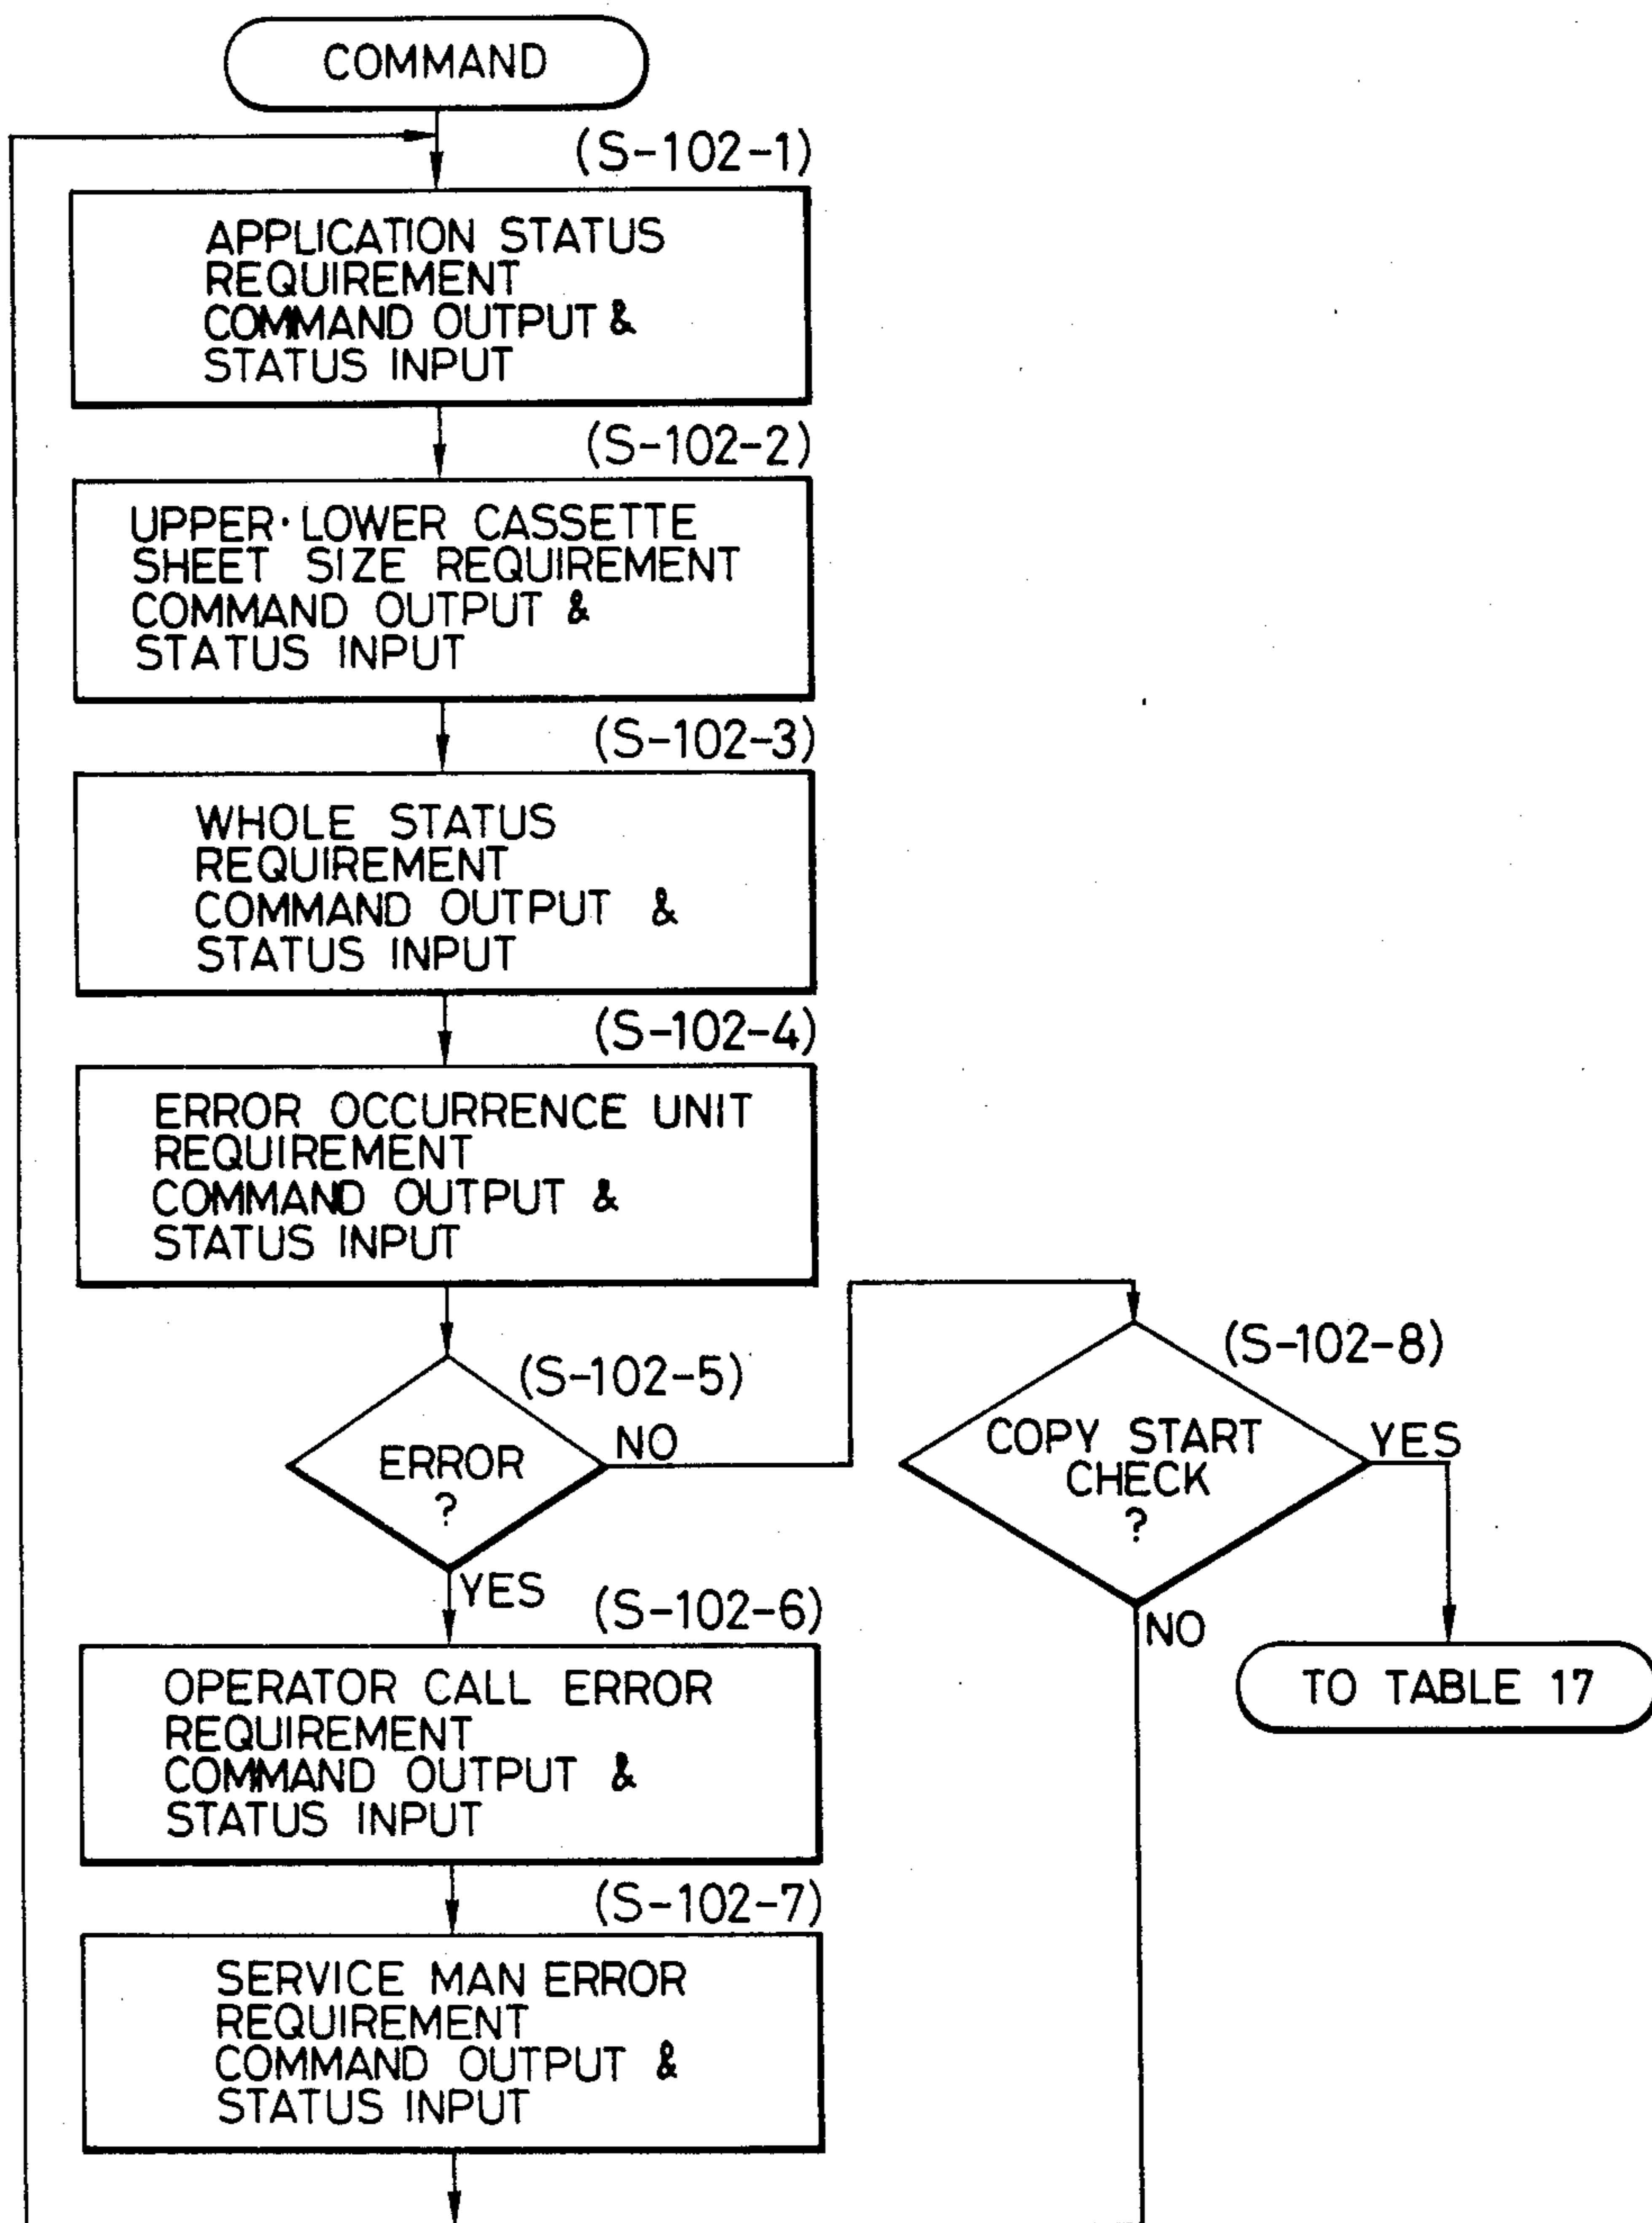 COMMAND
(S-102-1)
APPLICATION STATUS
REQUIREMENT
COMMAND OUTPUT &
STATUS INPUT
(S-102-2)
UPPER·LOWER CASSETTE
SHEET SIZE REQUIREMENT
COMMAND OUTPUT &
STATUS INPUT
(S-102-3)
WHOLE STATUS
REQUIREMENT
COMMAND OUTPUT &
STATUS INPUT
(S-102-4)
ERROR OCCURRENCE UNIT
REQUIREMENT
COMMAND OUTPUT &
STATUS INPUT
(S-102-5)
ERROR
?
NO
YES
(S-102-8)
COPY START
CHECK
?
YES
NO
TO TABLE 17
(S-102-6)
OPERATOR CALL ERROR
REQUIREMENT
COMMAND OUTPUT &
STATUS INPUT
(S-102-7)
SERVICE MAN ERROR
REQUIREMENT
COMMAND OUTPUT &
STATUS INPUT